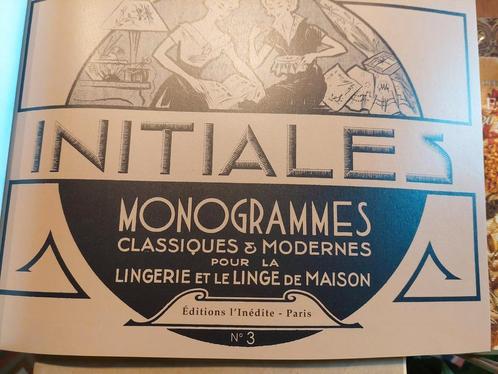 INITIALES
MONOGRAMMES
CLASSIQUES & MODERNES
POUR LA
LINGERIE ET LE LINGE DE MAISON
Éditions l'Inédite - Paris
N° 3